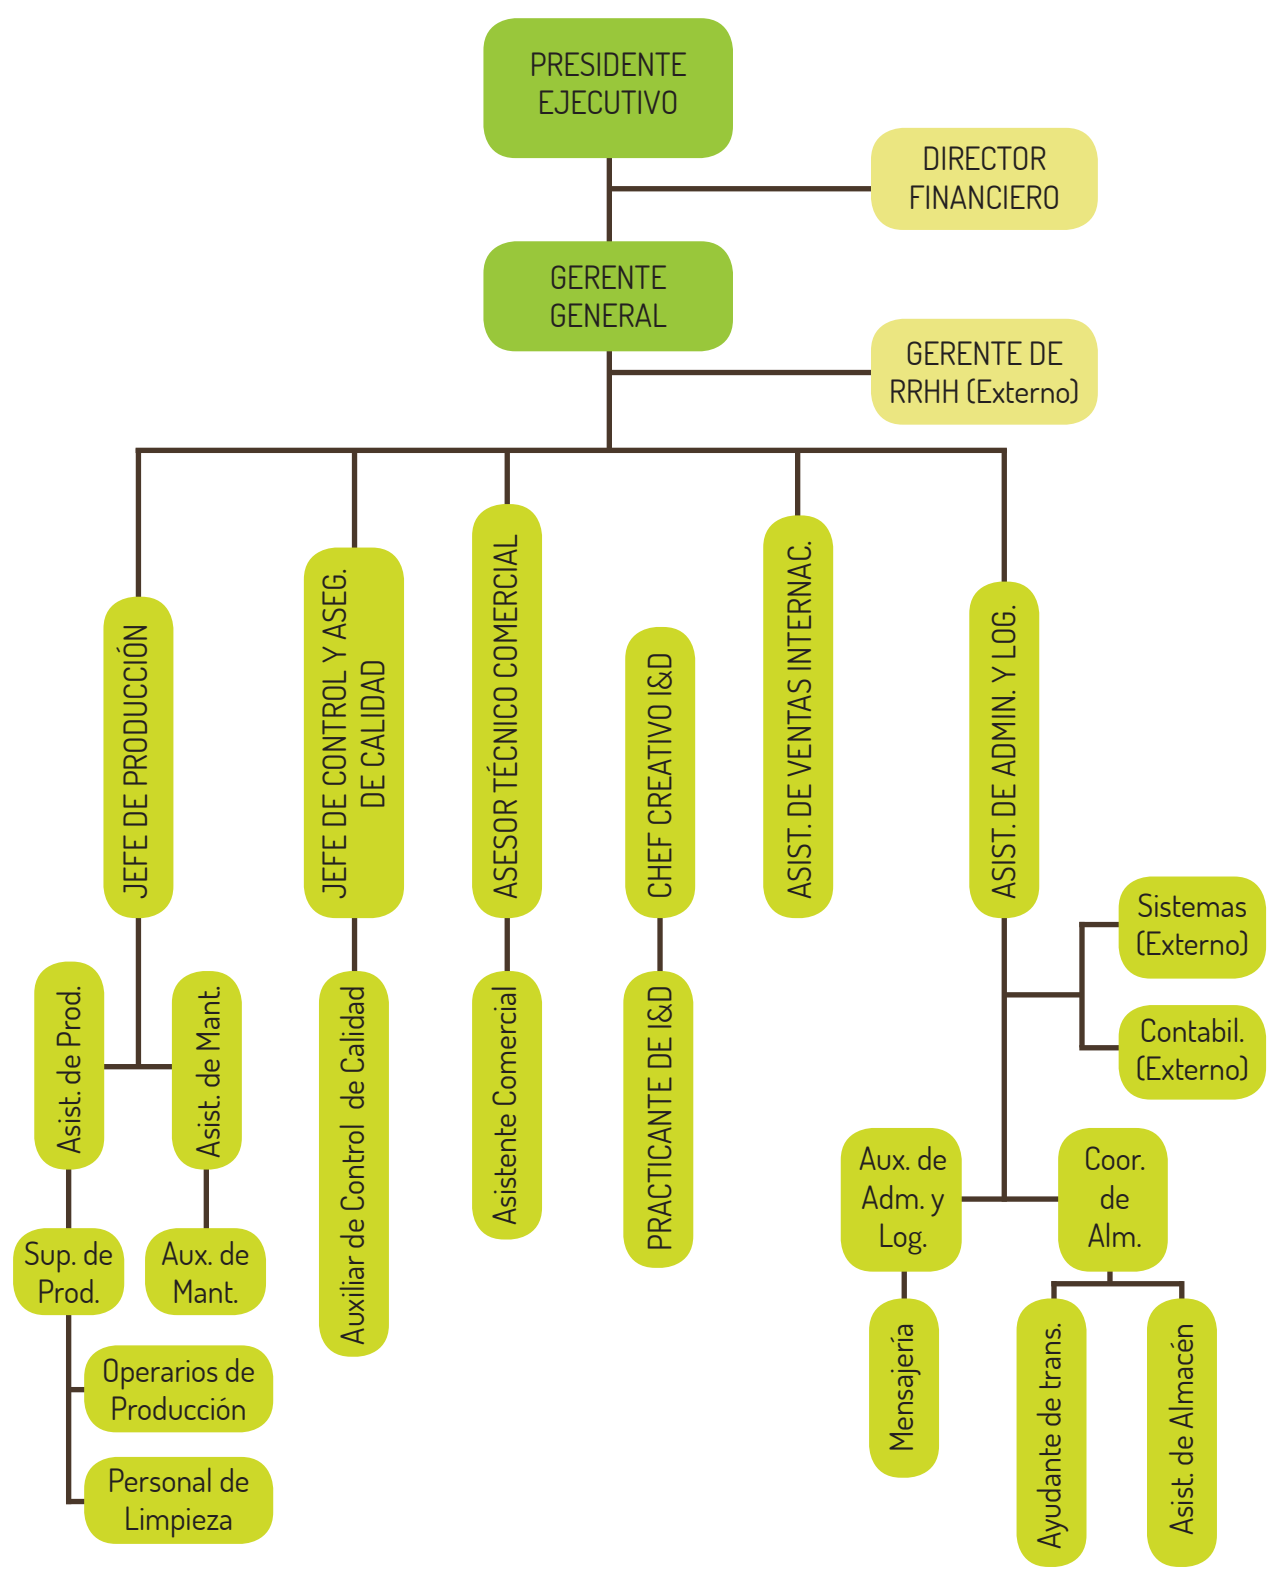 PRESIDENTE
EJECUTIVO
DIRECTOR
FINANCIERO
GERENTE
GENERAL
GERENTE DE
RRHH (Externo)
JEFE DE PRODUCCIÓN
JEFE DE CONTROL Y ASEG.
DE CALIDAD
ASESOR TÉCNICO COMERCIAL
CHEF CREATIVO I&D
ASIST. DE VENTAS INTERNAC.
ASIST. DE ADMIN. Y LOG.
Sistemas
(Externo)
Contabil.
(Externo)
Asist. de Prod.
Asist. de Mant.
Auxiliar de Control de Calidad
Asistente Comercial
PRACTICANTE DE I&D
Aux. de
Adm. y
Log.
Coor.
de
Alm.
Sup. de
Prod.
Aux. de
Mant.
Operarios de
Producción
Personal de
Limpieza
Mensajería
Ayudante de trans.
Asist. de Almacén